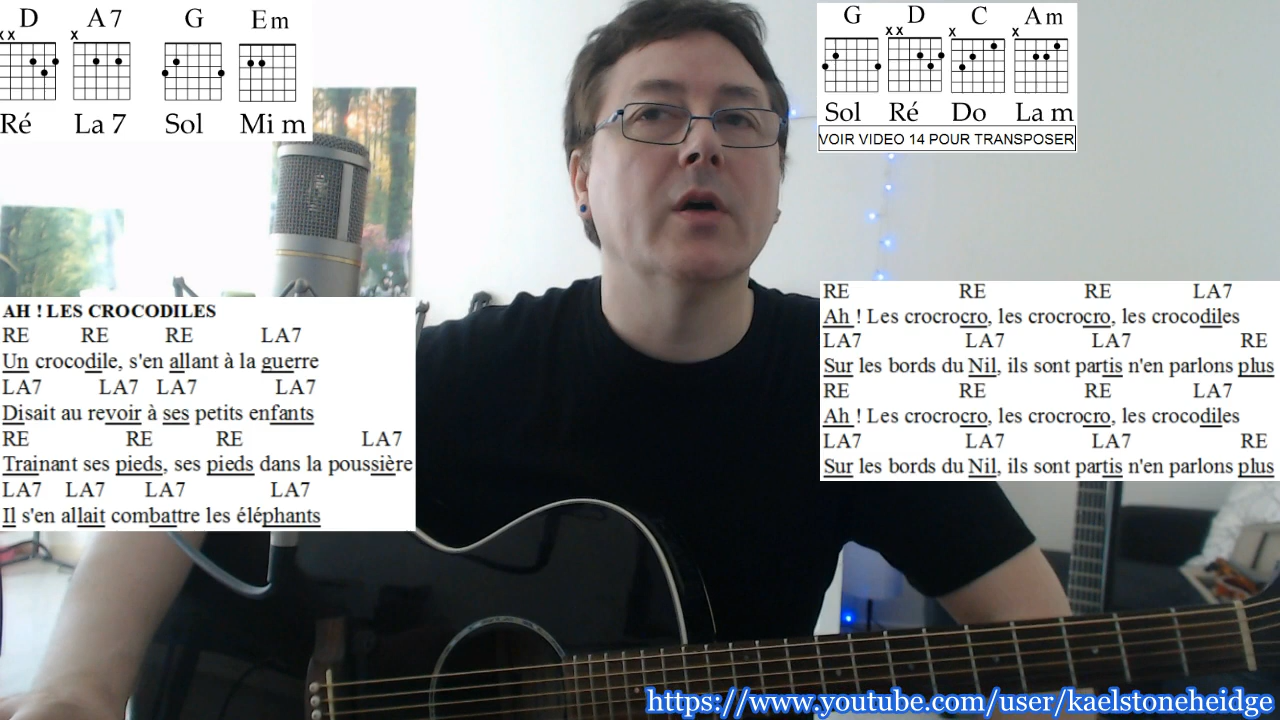 D A7 G Em
x x x
Ré La 7 Sol Mi m
G D C Am
x x x x
Sol Ré Do La m
VOIR VIDEO 14 POUR TRANSPOSER
AH ! LES CROCODILES
RE RE RE LA7
Un crocodile, s'en allant à la guerre
LA7 LA7 LA7 LA7
Disait au revoir à ses petits enfants
RE RE RE LA7
Trainant ses pieds, ses pieds dans la poussière
LA7 LA7 LA7 LA7
Il s'en allait combattre les éléphants
RE RE RE LA7
Ah ! Les crocrocro, les crocrocro, les crocodiles
LA7 LA7 LA7 RE
Sur les bords du Nil, ils sont partis n'en parlons plus
RE RE RE LA7
Ah ! Les crocrocro, les crocrocro, les crocodiles
LA7 LA7 LA7 RE
Sur les bords du Nil, ils sont partis n'en parlons plus
https://www.youtube.com/user/kaelstoneheidge